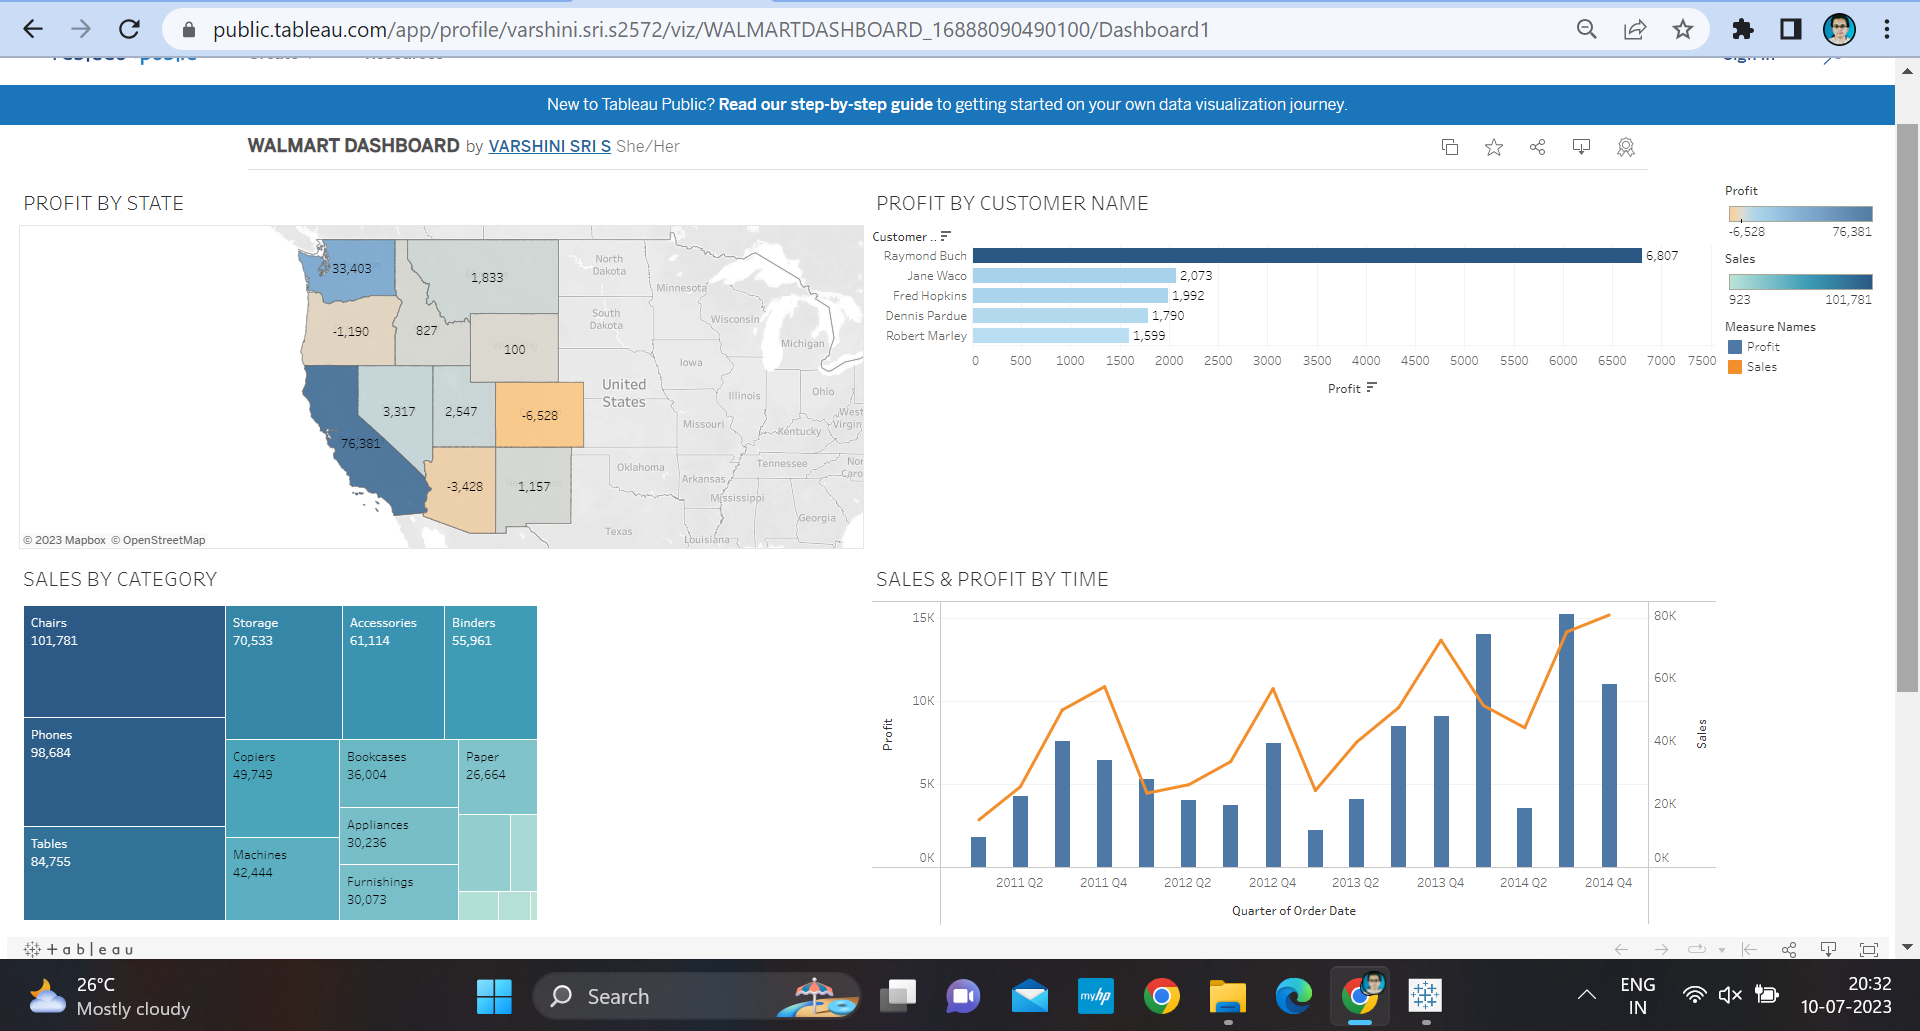 public.tableau.com/app/profile/varshini.sri.s2572/viz/WALMARTDASHBOARD_16888090490100/Dashboard1
New to Tableau Public? Read our step-by-step guide to getting started on your own data visualization journey.
WALMART DASHBOARD by VARSHINI SRI S She/Her
PROFIT BY STATE
33,403
1,833
-1,190
827
100
3,317
2,547
-6,528
76,381
-3,428
1,157
North Dakota
Minnesota
South Dakota
Wisconsin
Michigan
Iowa
United States
Illinois
Ohio
West Virgin
Missouri
Kentucky
Tennessee
Nor Caro
Oklahoma
Arkansas
Mississippi
Georgia
Texas
Louisiana
© 2023 Mapbox © OpenStreetMap
PROFIT BY CUSTOMER NAME
Customer ..
Raymond Buch 6,807
Jane Waco 2,073
Fred Hopkins 1,992
Dennis Pardue 1,790
Robert Marley 1,599
0 500 1000 1500 2000 2500 3000 3500 4000 4500 5000 5500 6000 6500 7000 7500
Profit
Profit
-6,528 76,381
Sales
923 101,781
Measure Names
Profit
Sales
SALES BY CATEGORY
Chairs
101,781
Phones
98,684
Tables
84,755
Storage
70,533
Accessories
61,114
Binders
55,961
Copiers
49,749
Machines
42,444
Bookcases
36,004
Appliances
30,236
Furnishings
30,073
Paper
26,664
SALES & PROFIT BY TIME
15K
10K
5K
0K
Profit
80K
60K
40K
20K
0K
Sales
2011 Q2 2011 Q4 2012 Q2 2012 Q4 2013 Q2 2013 Q4 2014 Q2 2014 Q4
Quarter of Order Date
+ a b l e a u
26°C
Mostly cloudy
Search
myhp
ENG
IN
20:32
10-07-2023